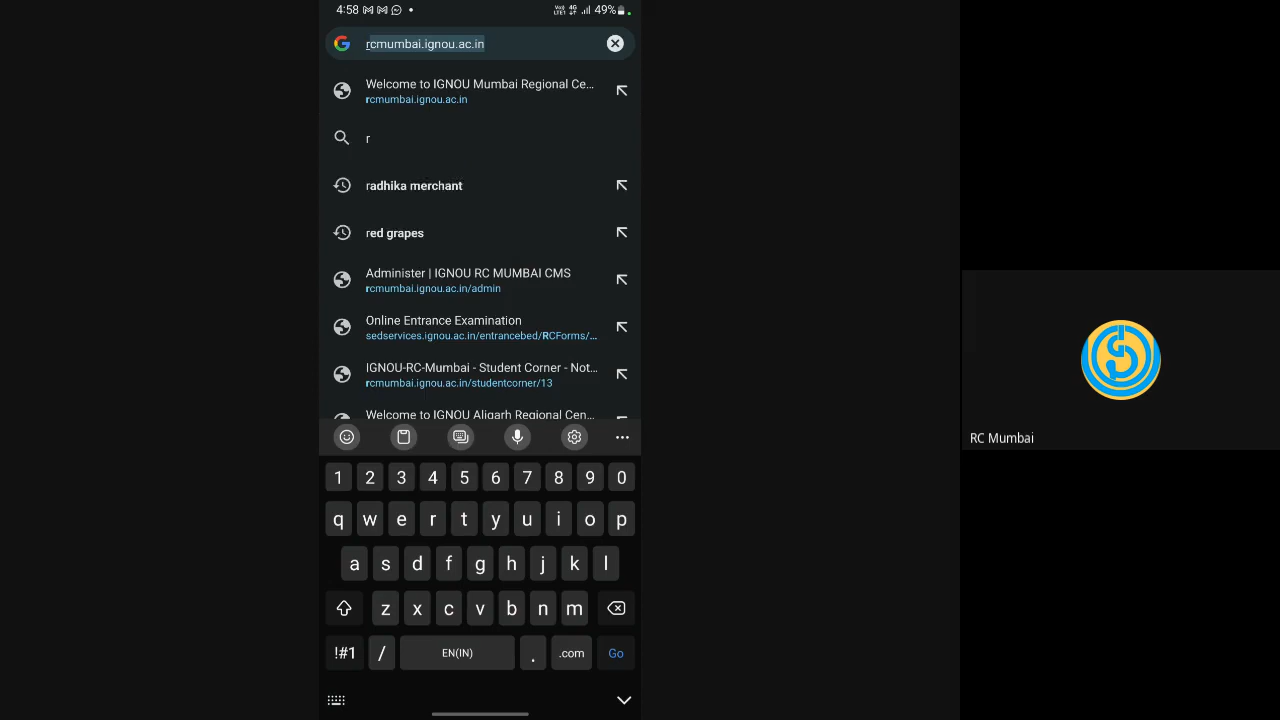 4:58
49%
rcmumbai.ignou.ac.in
Welcome to IGNOU Mumbai Regional Ce...
rcmumbai.ignou.ac.in
r
radhika merchant
red grapes
Administer | IGNOU RC MUMBAI CMS
rcmumbai.ignou.ac.in/admin
Online Entrance Examination
sedservices.ignou.ac.in/entrancebed/RCForms/...
IGNOU-RC-Mumbai - Student Corner - Not...
rcmumbai.ignou.ac.in/studentcorner/13
Welcome to IGNOU Aligarh Regional Cen...
1 2 3 4 5 6 7 8 9 0
q w e r t y u i o p
a s d f g h j k l
z x c v b n m
!#1 / EN(IN) . .com Go
RC Mumbai